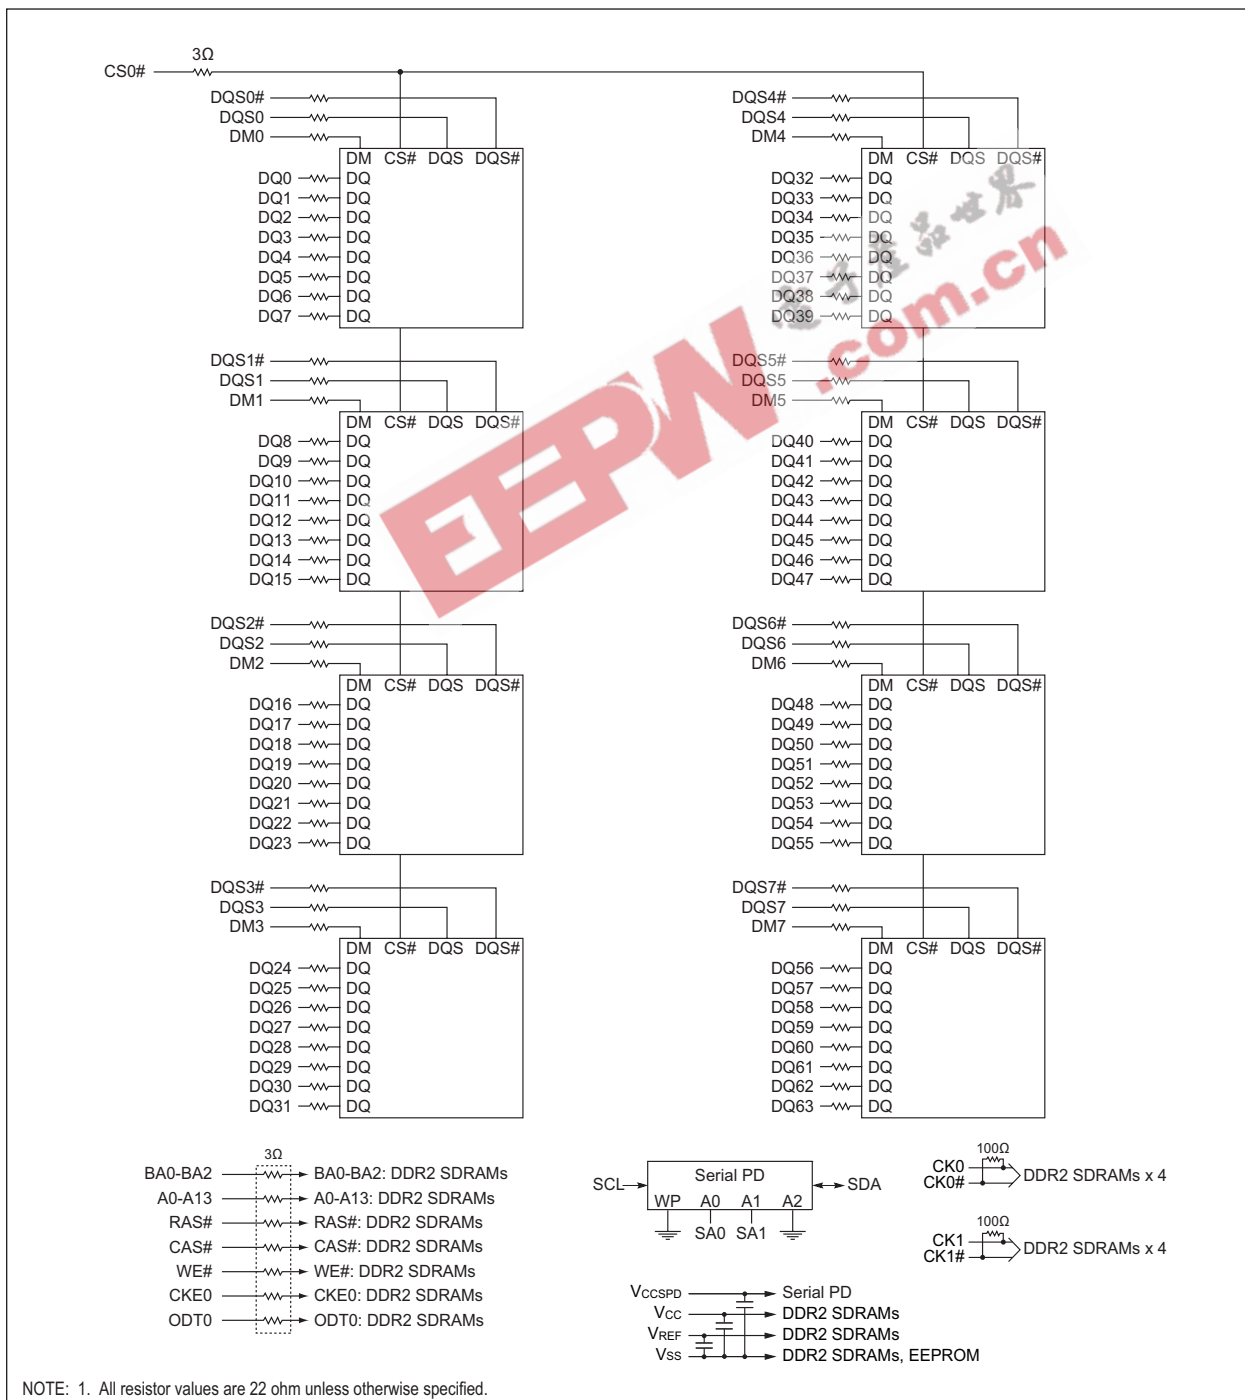 3Ω
CS0#
DQS0#
DQS0
DM0
DM CS# DQS DQS#
DQ0 DQ
DQ1 DQ
DQ2 DQ
DQ3 DQ
DQ4 DQ
DQ5 DQ
DQ6 DQ
DQ7 DQ
DQS1#
DQS1
DM1
DM CS# DQS DQS#
DQ8 DQ
DQ9 DQ
DQ10 DQ
DQ11 DQ
DQ12 DQ
DQ13 DQ
DQ14 DQ
DQ15 DQ
DQS2#
DQS2
DM2
DM CS# DQS DQS#
DQ16 DQ
DQ17 DQ
DQ18 DQ
DQ19 DQ
DQ20 DQ
DQ21 DQ
DQ22 DQ
DQ23 DQ
DQS3#
DQS3
DM3
DM CS# DQS DQS#
DQ24 DQ
DQ25 DQ
DQ26 DQ
DQ27 DQ
DQ28 DQ
DQ29 DQ
DQ30 DQ
DQ31 DQ
DQS4#
DQS4
DM4
DM CS# DQS DQS#
DQ32 DQ
DQ33 DQ
DQ34 DQ
DQ35 DQ
DQ36 DQ
DQ37 DQ
DQ38 DQ
DQ39 DQ
DQS5#
DQS5
DM5
DM CS# DQS DQS#
DQ40 DQ
DQ41 DQ
DQ42 DQ
DQ43 DQ
DQ44 DQ
DQ45 DQ
DQ46 DQ
DQ47 DQ
DQS6#
DQS6
DM6
DM CS# DQS DQS#
DQ48 DQ
DQ49 DQ
DQ50 DQ
DQ51 DQ
DQ52 DQ
DQ53 DQ
DQ54 DQ
DQ55 DQ
DQS7#
DQS7
DM7
DM CS# DQS DQS#
DQ56 DQ
DQ57 DQ
DQ58 DQ
DQ59 DQ
DQ60 DQ
DQ61 DQ
DQ62 DQ
DQ63 DQ
EEPW
电子产品世界
.com.cn
3Ω
BA0-BA2 BA0-BA2: DDR2 SDRAMs
A0-A13 A0-A13: DDR2 SDRAMs
RAS# RAS#: DDR2 SDRAMs
CAS# CAS#: DDR2 SDRAMs
WE# WE#: DDR2 SDRAMs
CKE0 CKE0: DDR2 SDRAMs
ODT0 ODT0: DDR2 SDRAMs
Serial PD
SCL SDA
WP A0 A1 A2
SA0 SA1
100Ω
CK0
CK0#
DDR2 SDRAMs x 4
100Ω
CK1
CK1#
DDR2 SDRAMs x 4
VCCSPD Serial PD
VCC DDR2 SDRAMs
VREF DDR2 SDRAMs
VSS DDR2 SDRAMs, EEPROM
NOTE: 1. All resistor values are 22 ohm unless otherwise specified.